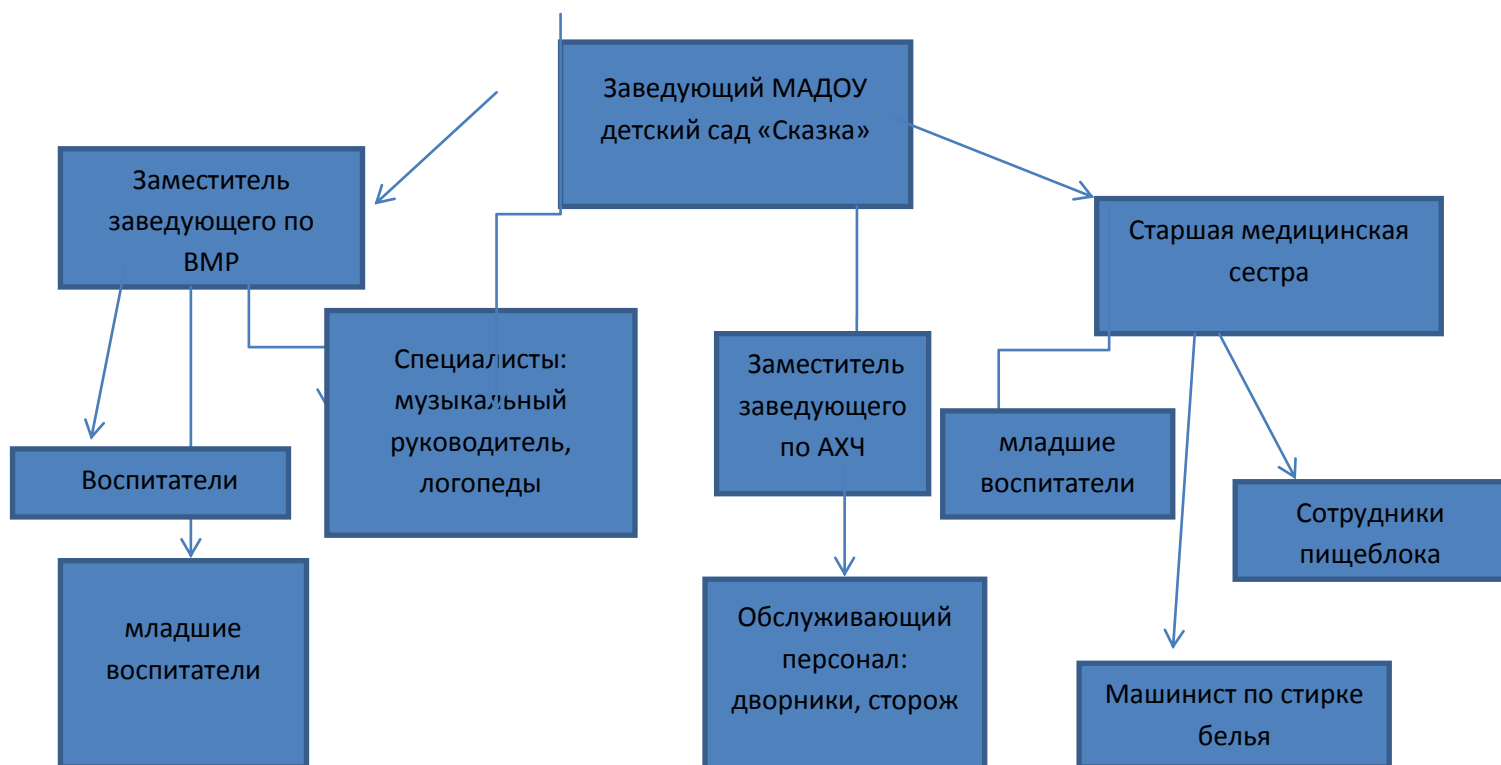 Заведующий МАДОУ
детский сад «Сказка»
Заместитель
заведующего по
ВМР
Старшая медицинская
сестра
Специалисты:
музыкальный
руководитель,
логопеды
Заместитель
заведующего
по АХЧ
младшие
воспитатели
Воспитатели
Сотрудники
пищеблока
младшие
воспитатели
Обслуживающий
персонал:
дворники, сторож
Машинист по стирке
белья